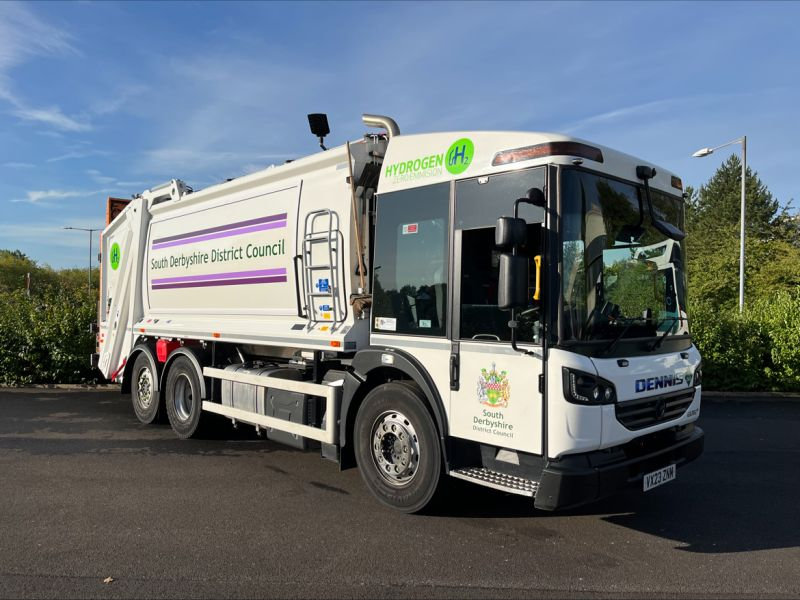 HYDROGEN
ZERO EMISSION
H2
South Derbyshire District Council
South
Derbyshire
District Council
DENNIS
VX23 ZNM